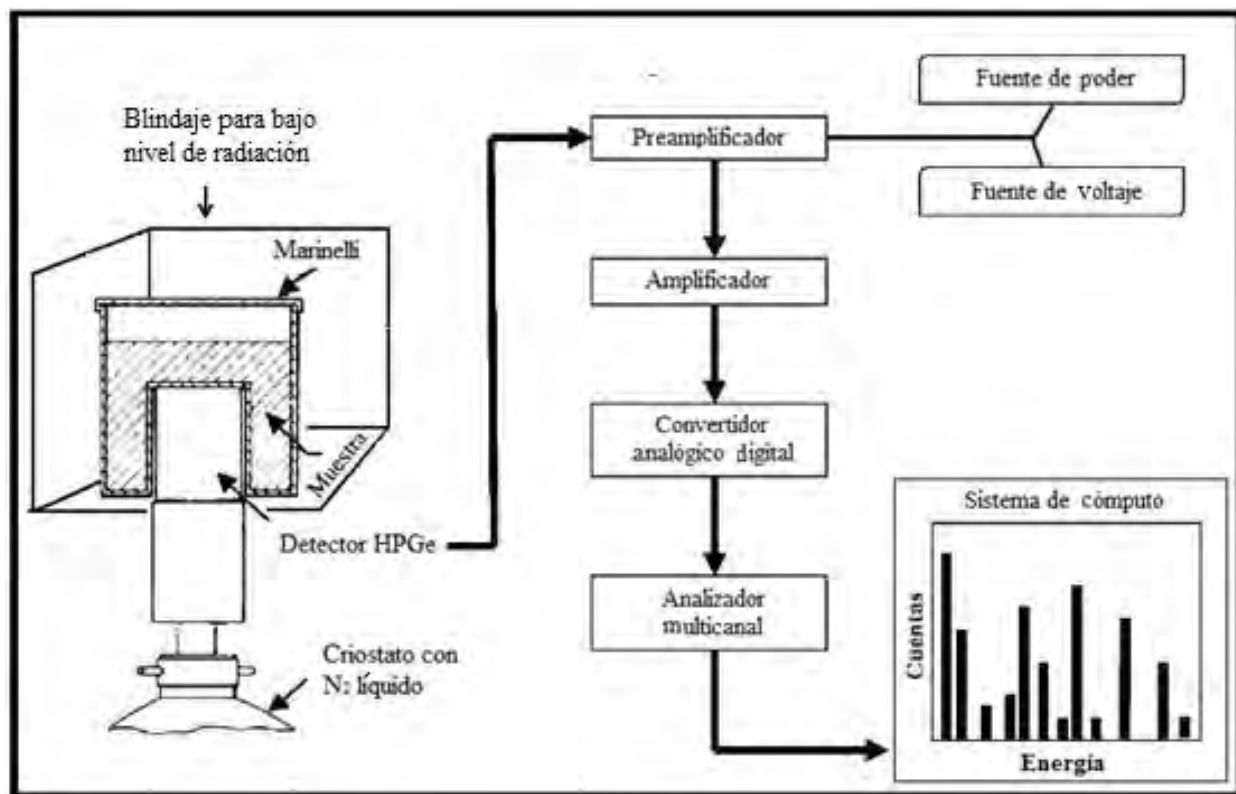 Blindaje para bajo
nivel de radiación
Marinelli
Muestra
Detector HPGe
Criostato con
N: líquido
Preamplificador
Fuente de poder
Fuente de voltaje
Amplificador
Convertidor
analógico digital
Analizador
multicanal
Sistema de cómputo
Cuentas
Energía